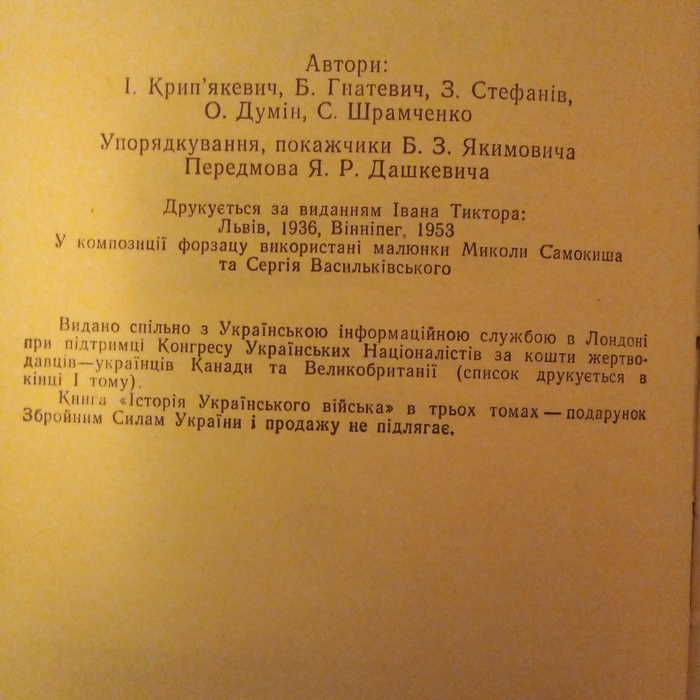 Автори:
І. Крип'якевич, Б. Гнатевич, З. Стефанів,
О. Думін, С. Шрамченко
Упорядкування, покажчики Б. З. Якимовича
Передмова Я. Р. Дашкевича
Друкується за виданням Івана Тиктора:
Львів, 1936, Вінніпег, 1953
У композиції форзацу використані малюнки Миколи Самокиша
та Сергія Васильківського
Видано спільно з Українською інформаційною службою в Лондоні
при підтримці Конгресу Українських Націоналістів за кошти жертво-
давців—українців Канади та Великобританії (список друкується в
кінці І тому).
Книга «Історія Українського війська» в трьох томах — подарунок
Збройним Силам України і продажу не підлягає.